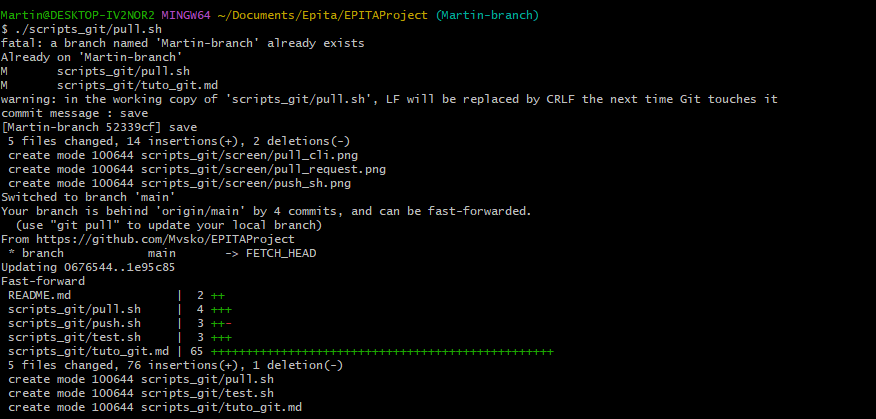 Martin@DESKTOP-IV2NOR2 MINGW64 ~/Documents/Epita/EPITAProject (Martin-branch)
$ ./scripts_git/pull.sh
fatal: a branch named 'Martin-branch' already exists
Already on 'Martin-branch'
M       scripts_git/pull.sh
M       scripts_git/tuto_git.md
warning: in the working copy of 'scripts_git/pull.sh', LF will be replaced by CRLF the next time Git touches it
commit message : save
[Martin-branch 52339cf] save
 5 files changed, 14 insertions(+), 2 deletions(-)
 create mode 100644 scripts_git/screen/pull_cli.png
 create mode 100644 scripts_git/screen/pull_request.png
 create mode 100644 scripts_git/screen/push_sh.png
Switched to branch 'main'
Your branch is behind 'origin/main' by 4 commits, and can be fast-forwarded.
  (use "git pull" to update your local branch)
From https://github.com/Mvsko/EPITAProject
 * branch            main       -> FETCH_HEAD
Updating 0676544..1e95c85
Fast-forward
 README.md               |  2 ++
 scripts_git/pull.sh     |  4 +++
 scripts_git/push.sh     |  3 ++-
 scripts_git/test.sh     |  3 +++
 scripts_git/tuto_git.md | 65 +++++++++++++++++++++++++++++++++++++++++++++++++
 5 files changed, 76 insertions(+), 1 deletion(-)
 create mode 100644 scripts_git/pull.sh
 create mode 100644 scripts_git/test.sh
 create mode 100644 scripts_git/tuto_git.md